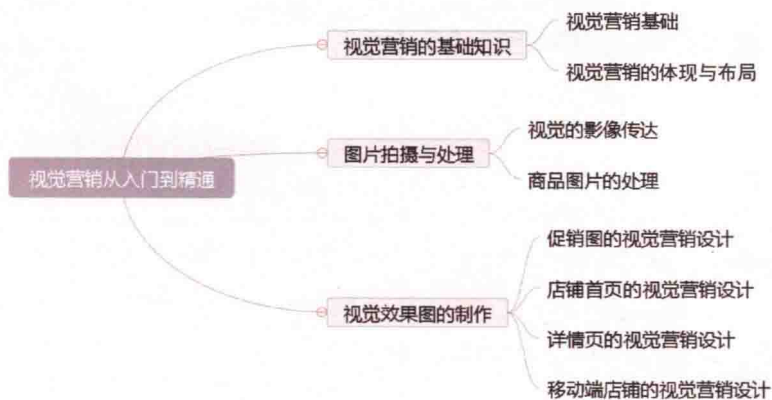 视觉营销从入门到精通
视觉营销的基础知识
视觉营销基础
视觉营销的体现与布局
图片拍摄与处理
视觉的影像传达
商品图片的处理
视觉效果图的制作
促销图的视觉营销设计
店铺首页的视觉营销设计
详情页的视觉营销设计
移动端店铺的视觉营销设计